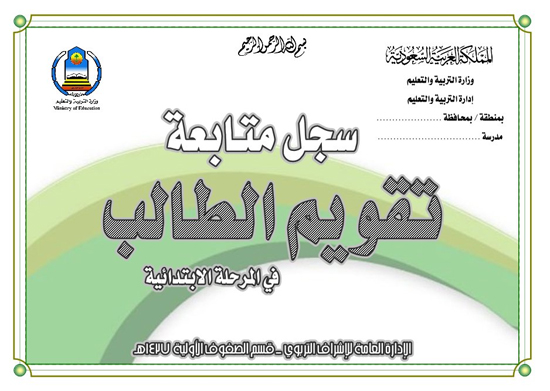 بسم الله الرحمن الرحيم
المملكة العربية السعودية
وزارة التربية والتعليم
إدارة التربية والتعليم
بمنطقة / بمحافظة ......................
مدرسة ..............................
وزارة التربية والتعليم
Ministry of Education
سجل متابعة
تقويم الطالب
في المرحلة الابتدائية
الإدارة العامة للإشراف التربوي - قسم الصفوف الأولية ١٤٣٧هـ